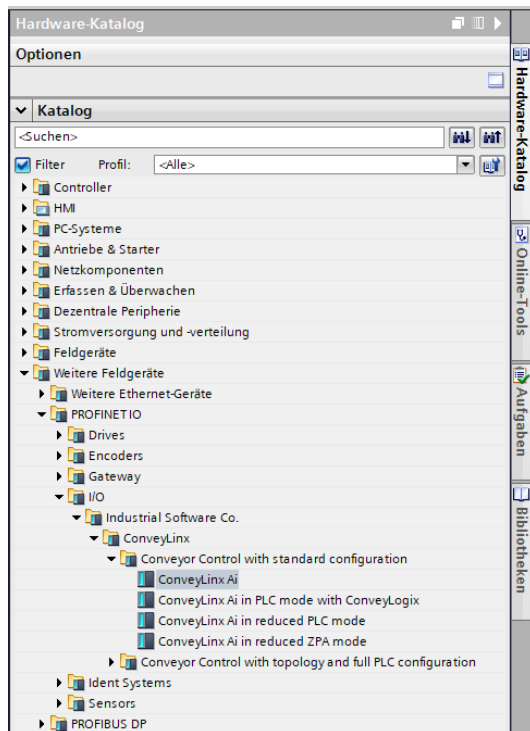 Hardware-Katalog
Optionen
Katalog
<Suchen>
Filter Profil: <Alle>
Controller
HMI
PC-Systeme
Antriebe & Starter
Netzkomponenten
Erfassen & Überwachen
Dezentrale Peripherie
Stromversorgung und -verteilung
Feldgeräte
Weitere Feldgeräte
Weitere Ethernet-Geräte
PROFINET IO
Drives
Encoders
Gateway
I/O
Industrial Software Co.
ConveyLinx
Conveyor Control with standard configuration
ConveyLinx Ai
ConveyLinx Ai in PLC mode with ConveyLogix
ConveyLinx Ai in reduced PLC mode
ConveyLinx Ai in reduced ZPA mode
Conveyor Control with topology and full PLC configuration
Ident Systems
Sensors
PROFIBUS DP
Hardware-Katalog
Online-Tools
Aufgaben
Bibliotheken